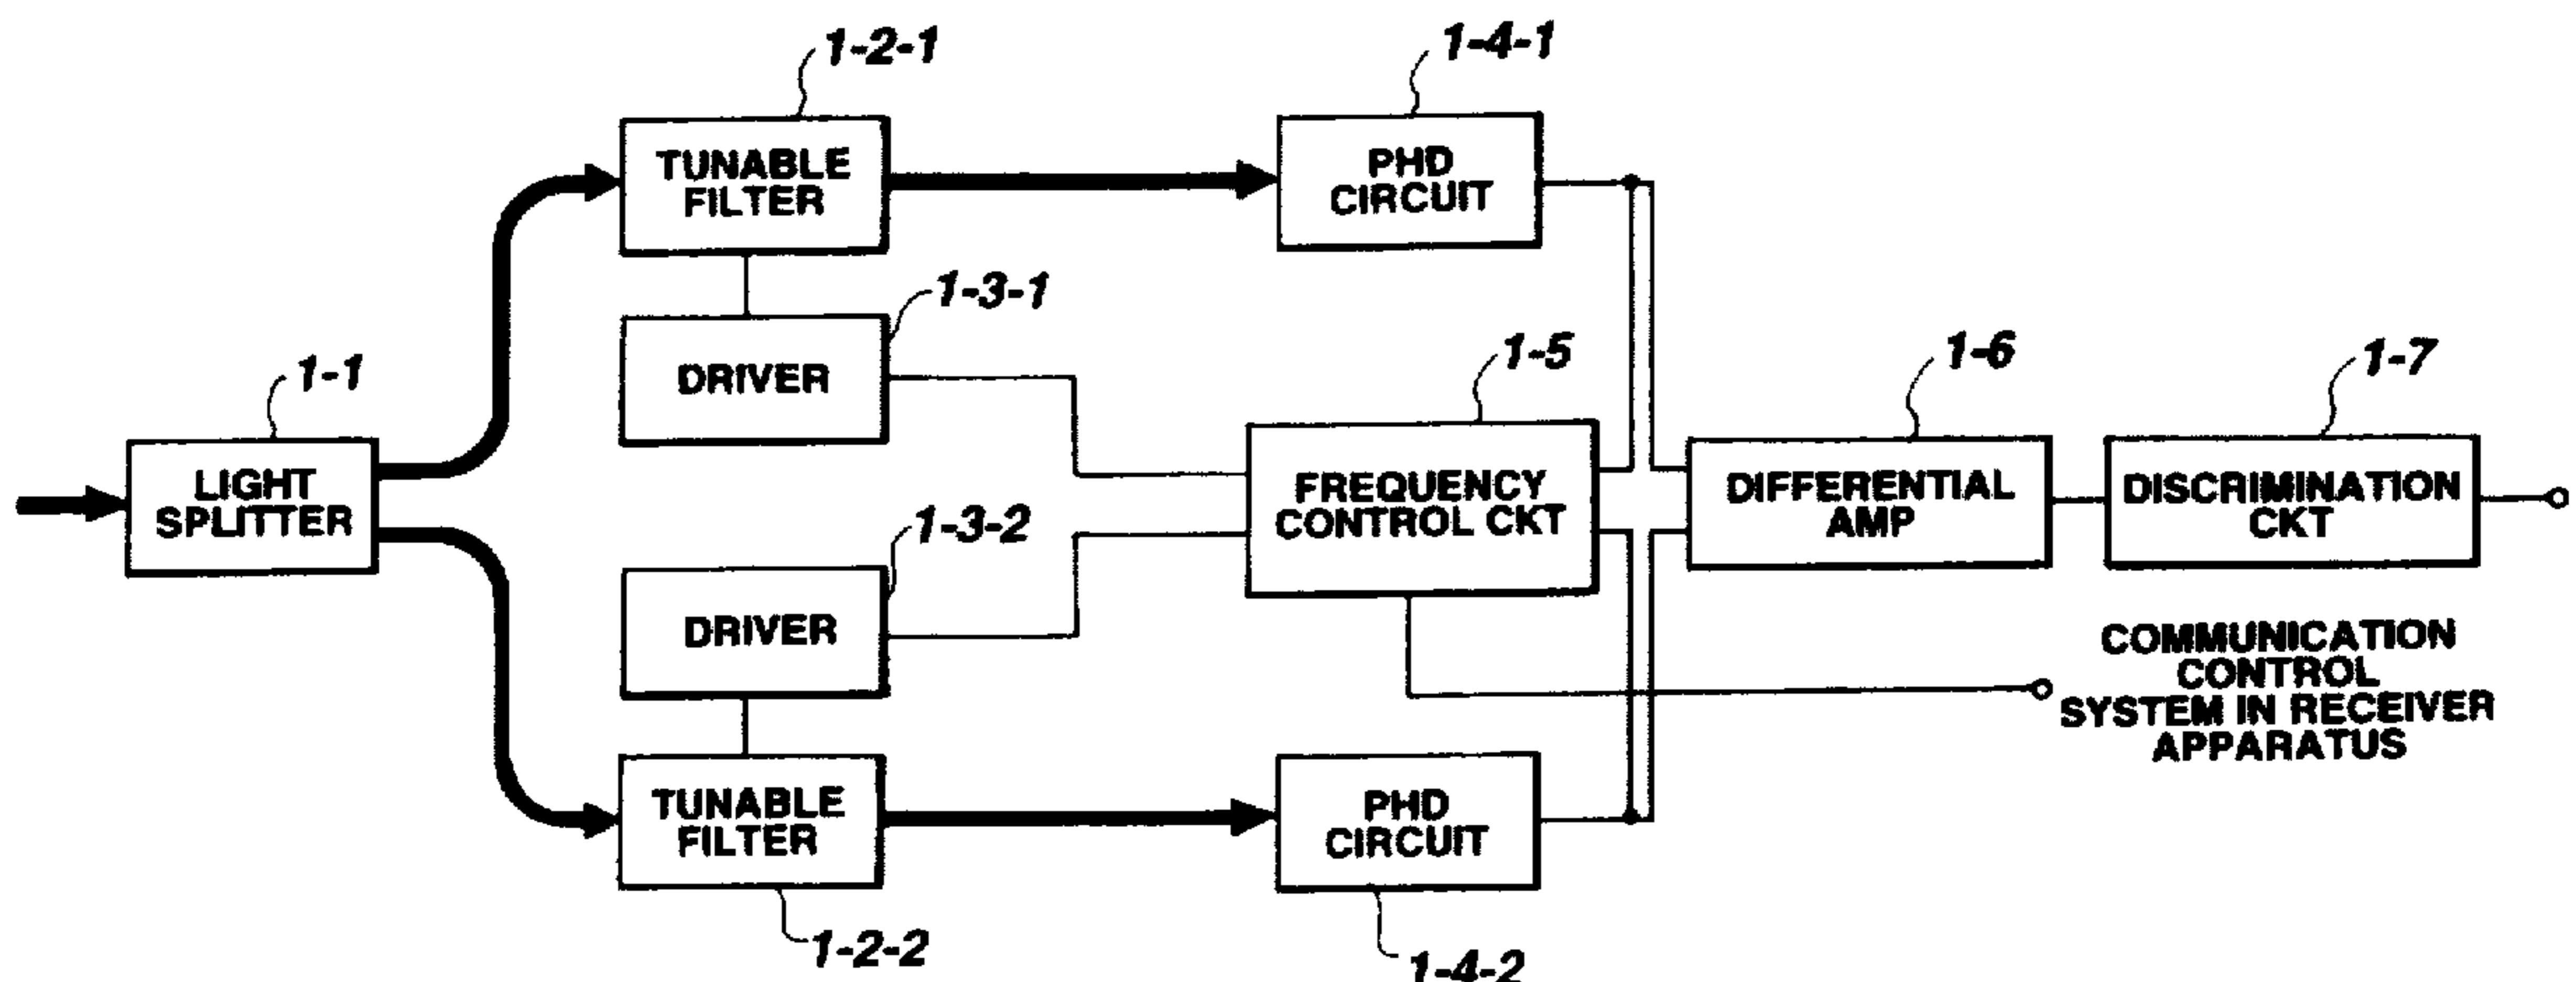 1-2-1
1-4-1
TUNABLE
FILTER
PHD
CIRCUIT
1-3-1
DRIVER
1-1
1-5
1-6
1-7
LIGHT
SPLITTER
FREQUENCY
CONTROL CKT
DIFFERENTIAL
AMP
DISCRIMINATION
CKT
1-3-2
DRIVER
COMMUNICATION
CONTROL
SYSTEM IN RECEIVER
APPARATUS
TUNABLE
FILTER
PHD
CIRCUIT
1-2-2
1-4-2